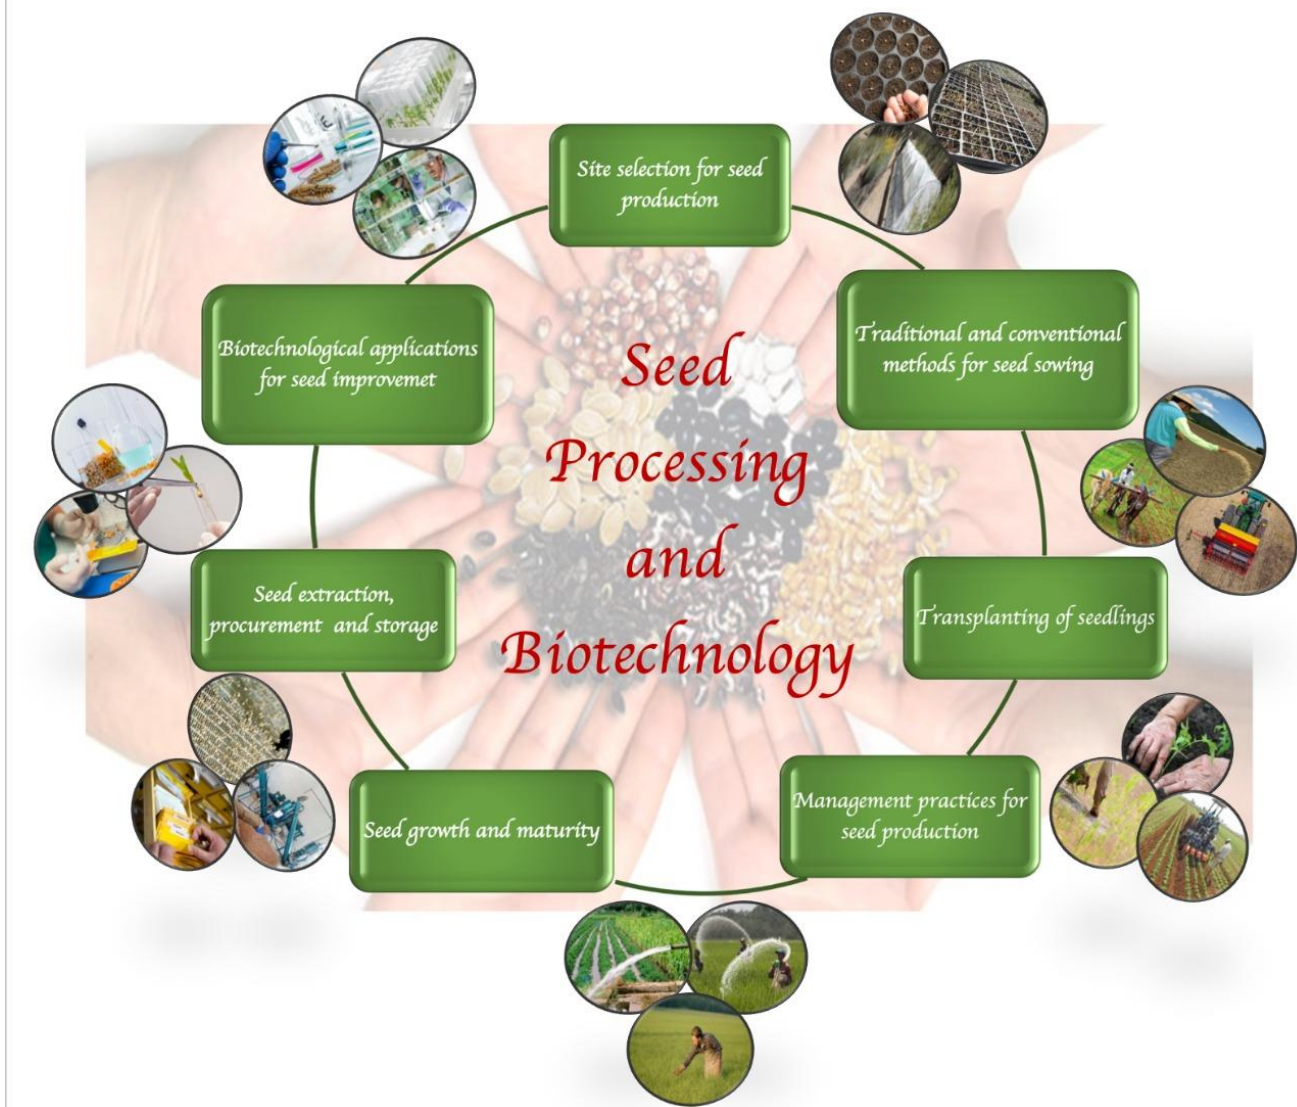 Site selection for seed
production
Traditional and conventional
methods for seed sowing
Transplanting of seedlings
Management practices for
seed production
Seed growth and maturity
Seed extraction,
procurement and storage
Biotechnological applications
for seed improvemet
Seed
Processing
and
Biotechnology